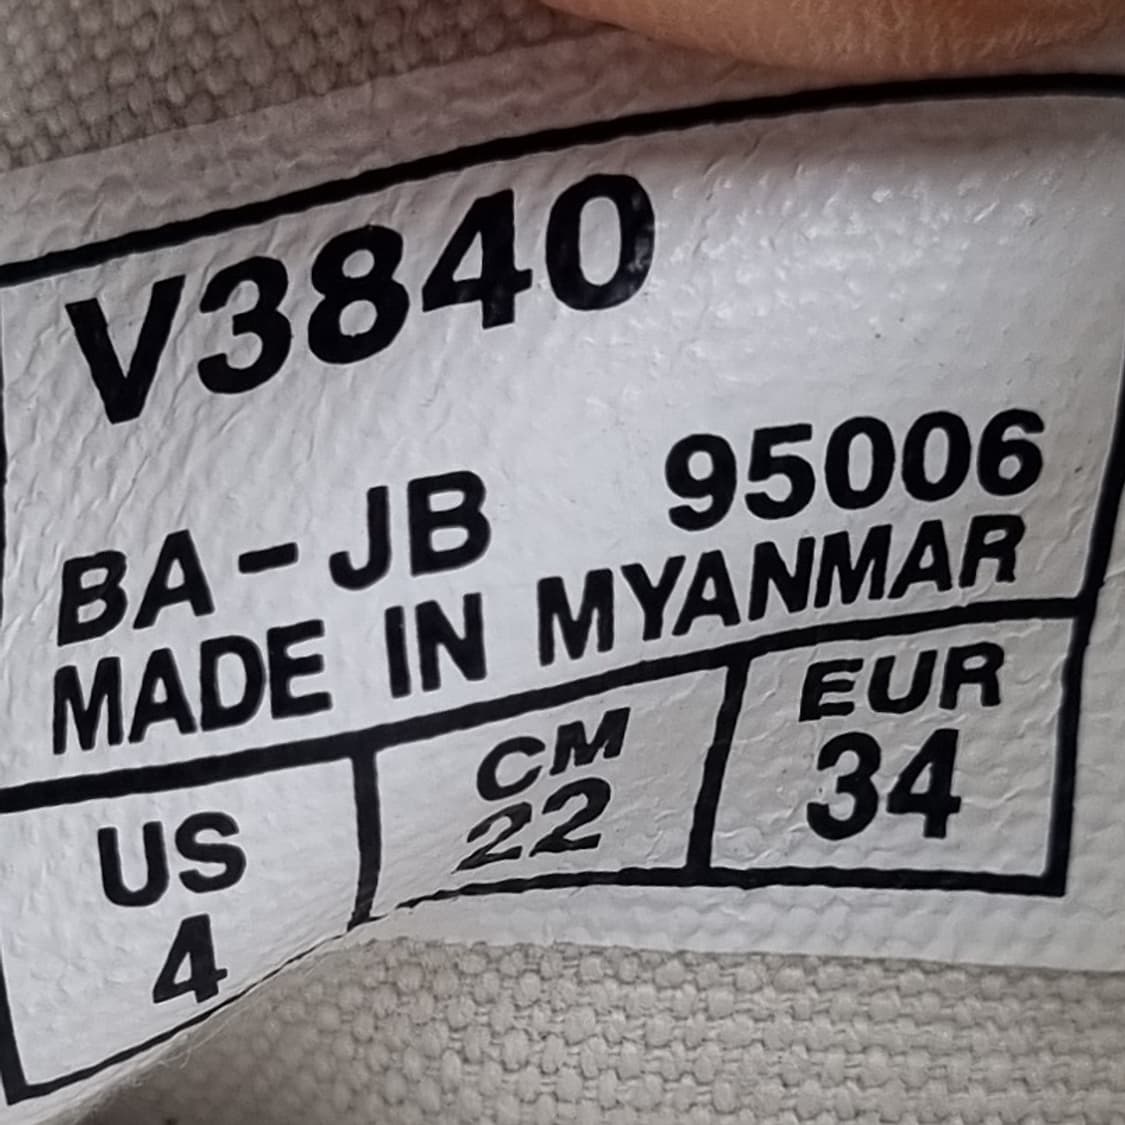 V3840
BA-JB 95006
MADE IN MYANMAR
US CM EUR
4 22 34